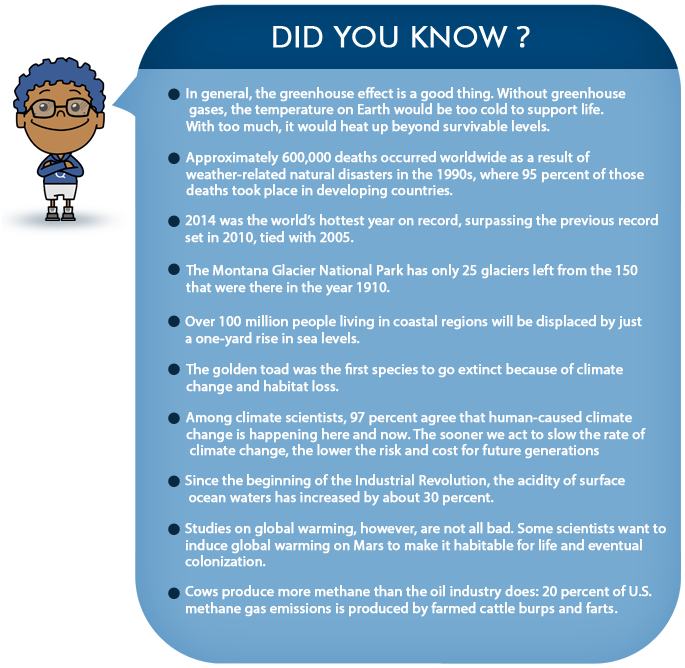 DID YOU KNOW ?
In general, the greenhouse effect is a good thing. Without greenhouse
gases, the temperature on Earth would be too cold to support life.
With too much, it would heat up beyond survivable levels.
Approximately 600,000 deaths occurred worldwide as a result of
weather-related natural disasters in the 1990s, where 95 percent of those
deaths took place in developing countries.
2014 was the world's hottest year on record, surpassing the previous record
set in 2010, tied with 2005.
The Montana Glacier National Park has only 25 glaciers left from the 150
that were there in the year 1910.
Over 100 million people living in coastal regions will be displaced by just
a one-yard rise in sea levels.
The golden toad was the first species to go extinct because of climate
change and habitat loss.
Among climate scientists, 97 percent agree that human-caused climate
change is happening here and now. The sooner we act to slow the rate of
climate change, the lower the risk and cost for future generations
Since the beginning of the Industrial Revolution, the acidity of surface
ocean waters has increased by about 30 percent.
Studies on global warming, however, are not all bad. Some scientists want to
induce global warming on Mars to make it habitable for life and eventual
colonization.
Cows produce more methane than the oil industry does: 20 percent of U.S.
methane gas emissions is produced by farmed cattle burps and farts.